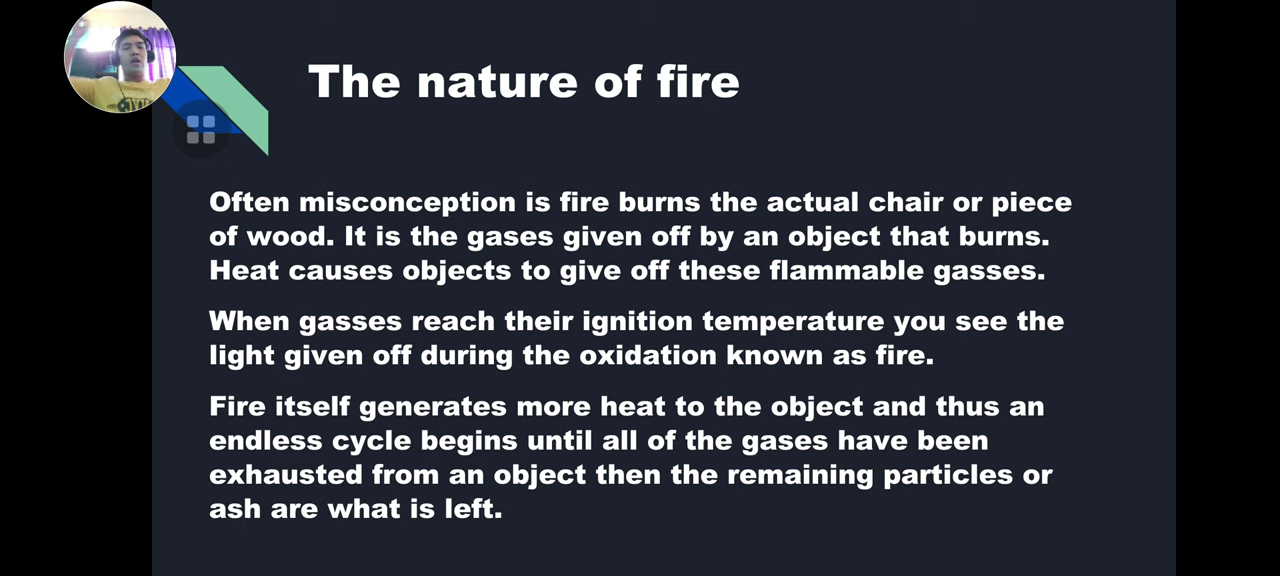 The nature of fire
Often misconception is fire burns the actual chair or piece
of wood. It is the gases given off by an object that burns.
Heat causes objects to give off these flammable gasses.
When gasses reach their ignition temperature you see the
light given off during the oxidation known as fire.
Fire itself generates more heat to the object and thus an
endless cycle begins until all of the gases have been
exhausted from an object then the remaining particles or
ash are what is left.